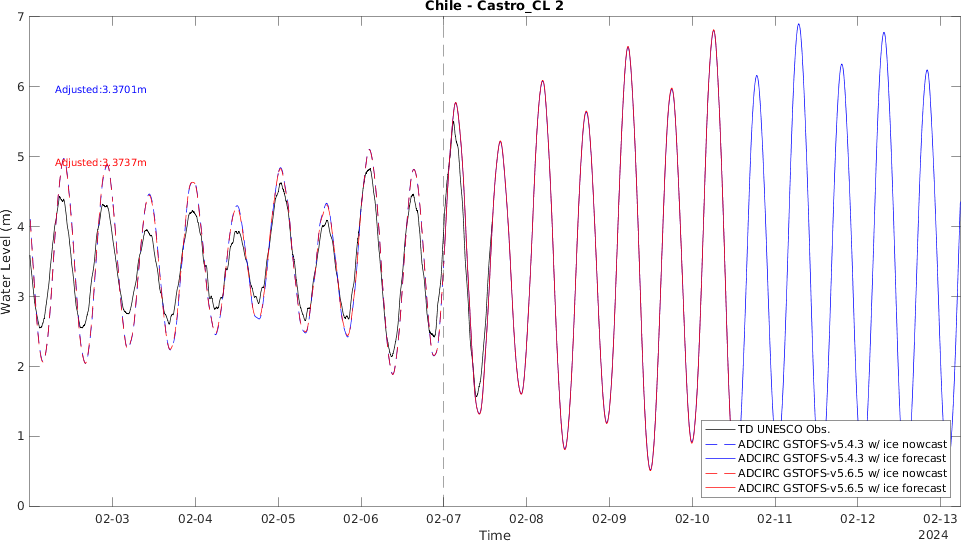 Chile - Castro_CL 2
7
6
5
4
3
2
1
0
Water Level (m)
Adjusted:3.3701m
Adjusted:3.3737m
TD UNESCO Obs.
ADCIRC GSTOFS-v5.4.3 w/ ice nowcast
ADCIRC GSTOFS-v5.4.3 w/ ice forecast
ADCIRC GSTOFS-v5.6.5 w/ ice nowcast
ADCIRC GSTOFS-v5.6.5 w/ ice forecast
02-03 02-04 02-05 02-06 02-07 02-08 02-09 02-10 02-11 02-12 02-13
Time
2024